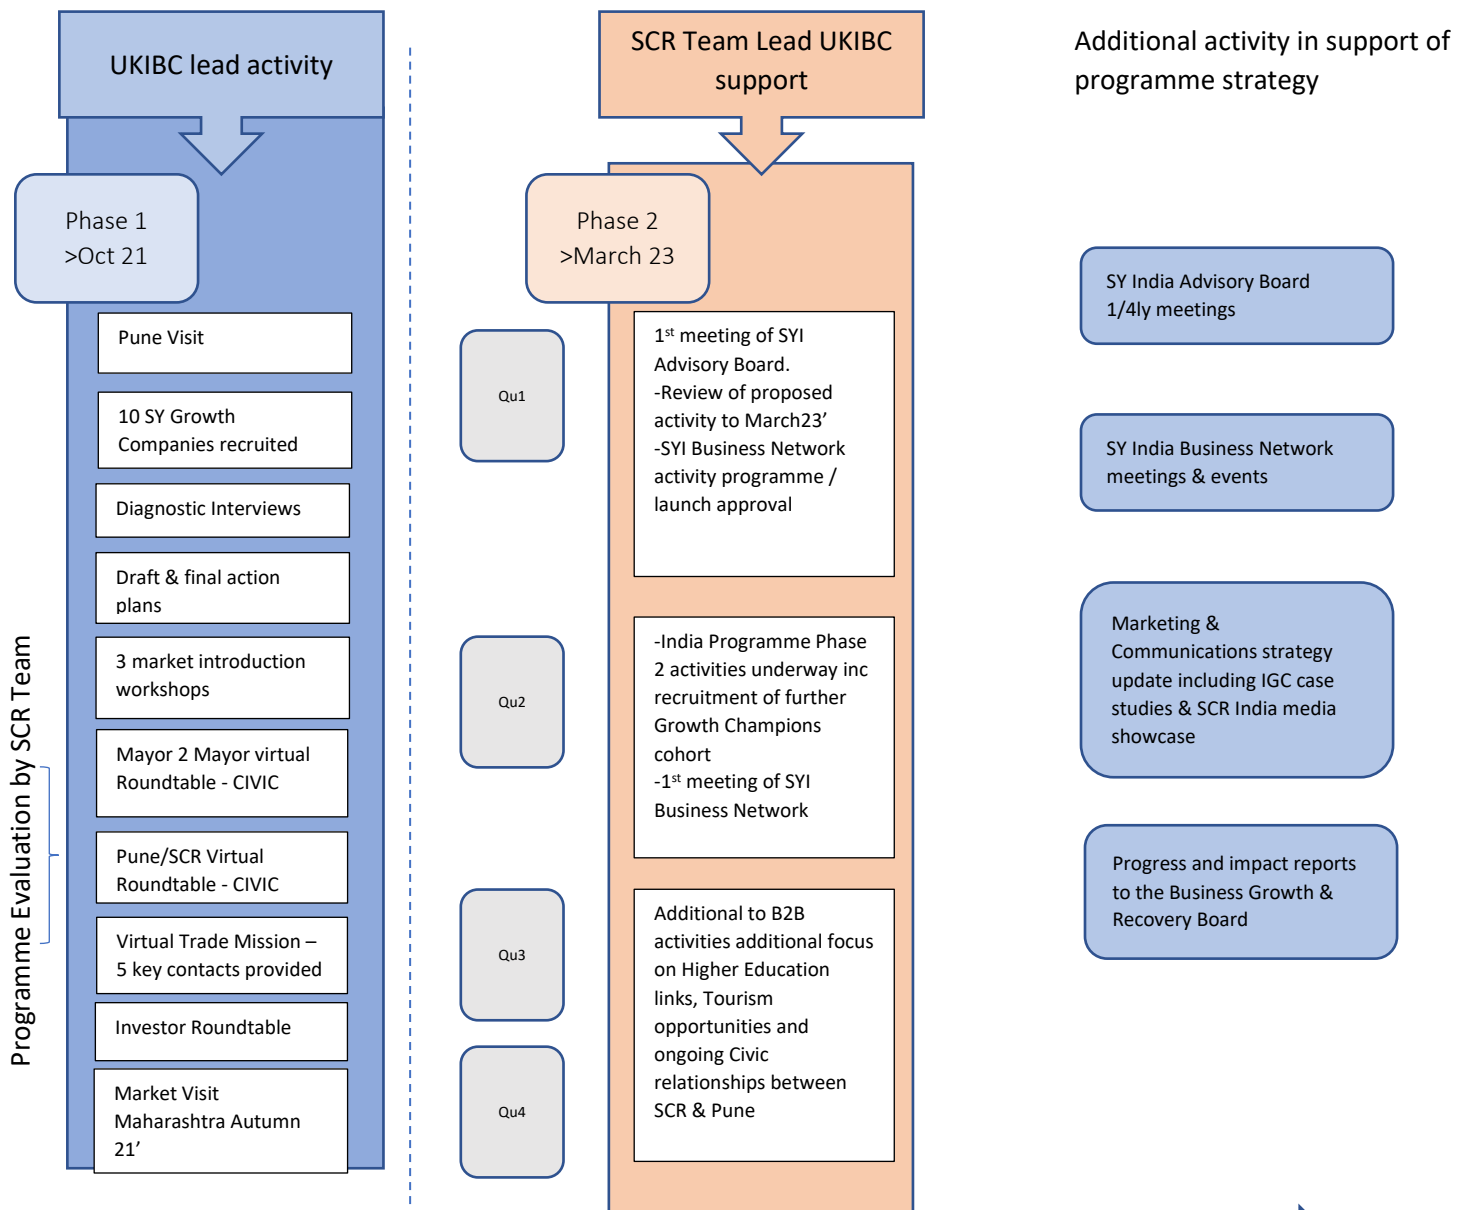 UKIBC lead activity
Phase 1
>Oct 21
Pune Visit
10 SY Growth
Companies recruited
Diagnostic Interviews
Draft & final action
plans
3 market introduction
workshops
Mayor 2 Mayor virtual
Roundtable - CIVIC
Pune/SCR Virtual
Roundtable - CIVIC
Virtual Trade Mission –
5 key contacts provided
Investor Roundtable
Market Visit
Maharashtra Autumn
21’
Programme Evaluation by SCR Team
SCR Team Lead UKIBC
support
Phase 2
>March 23
Qu1
1st meeting of SYI
Advisory Board.
-Review of proposed
activity to March23’
-SYI Business Network
activity programme /
launch approval
Qu2
-India Programme Phase
2 activities underway inc
recruitment of further
Growth Champions
cohort
-1st meeting of SYI
Business Network
Qu3
Qu4
Additional to B2B
activities additional focus
on Higher Education
links, Tourism
opportunities and
ongoing Civic
relationships between
SCR & Pune
Additional activity in support of
programme strategy
SY India Advisory Board
1/4ly meetings
SY India Business Network
meetings & events
Marketing &
Communications strategy
update including IGC case
studies & SCR India media
showcase
Progress and impact reports
to the Business Growth &
Recovery Board